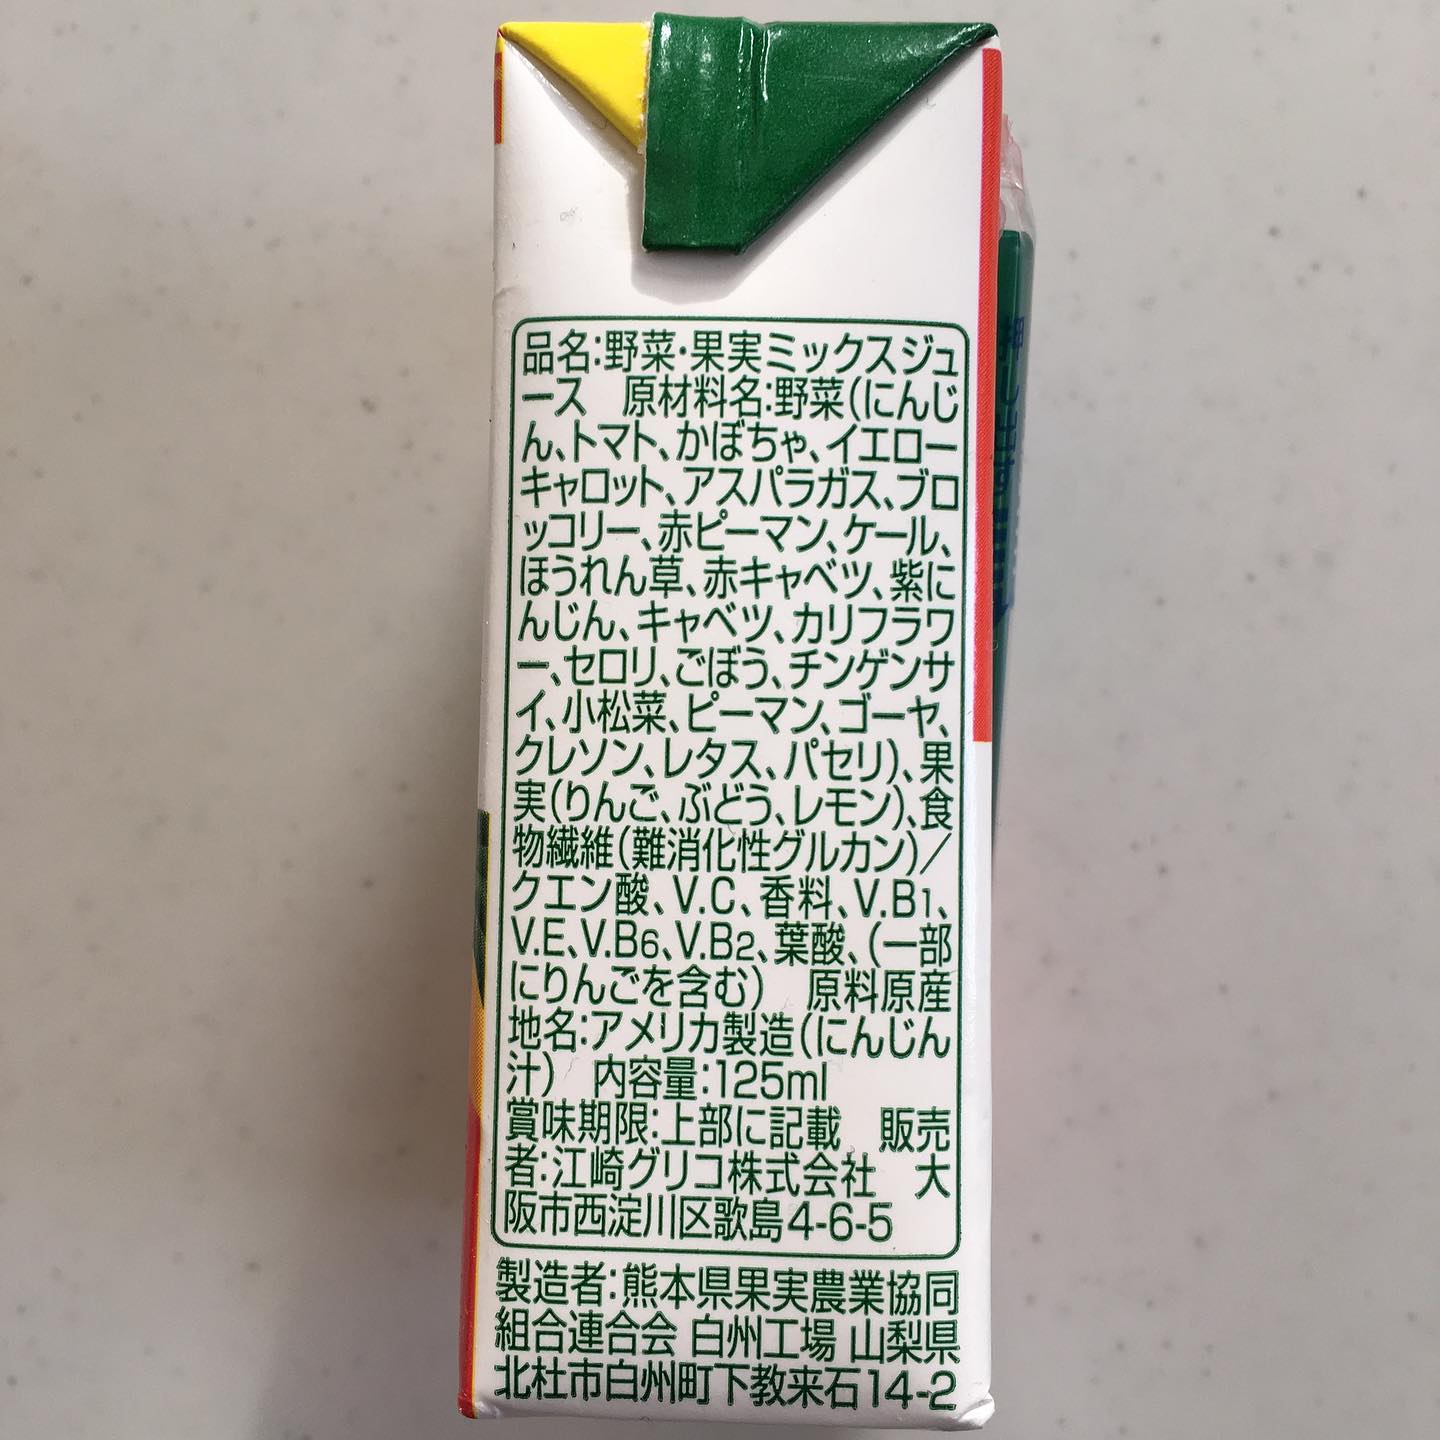 品名:野菜・果実ミックスジュ
ース　原材料名:野菜(にんじ
ん、トマト、かぼちゃ、イエロー
キャロット、アスパラガス、ブロ
ッコリー、赤ピーマン、ケール、
ほうれん草、赤キャベツ、紫に
んじん、キャベツ、カリフラワ
ー、セロリ、ごぼう、チンゲンサ
イ、小松菜、ピーマン、ゴーヤ、
クレソン、レタス、パセリ)、果
実(りんご、ぶどう、レモン)、食
物繊維(難消化性グルカン)/
クエン酸、V.C、香料、V.B1、
V.E、V.B6、V.B2、葉酸、(一部
にりんごを含む)　原料原産
地名:アメリカ製造(にんじん
汁)　内容量:125ml
賞味期限:上部に記載　販売
者:江崎グリコ株式会社　大
阪市西淀川区歌島4-6-5
製造者:熊本県果実農業協同
組合連合会 白州工場 山梨県
北杜市白州町下教来石14-2